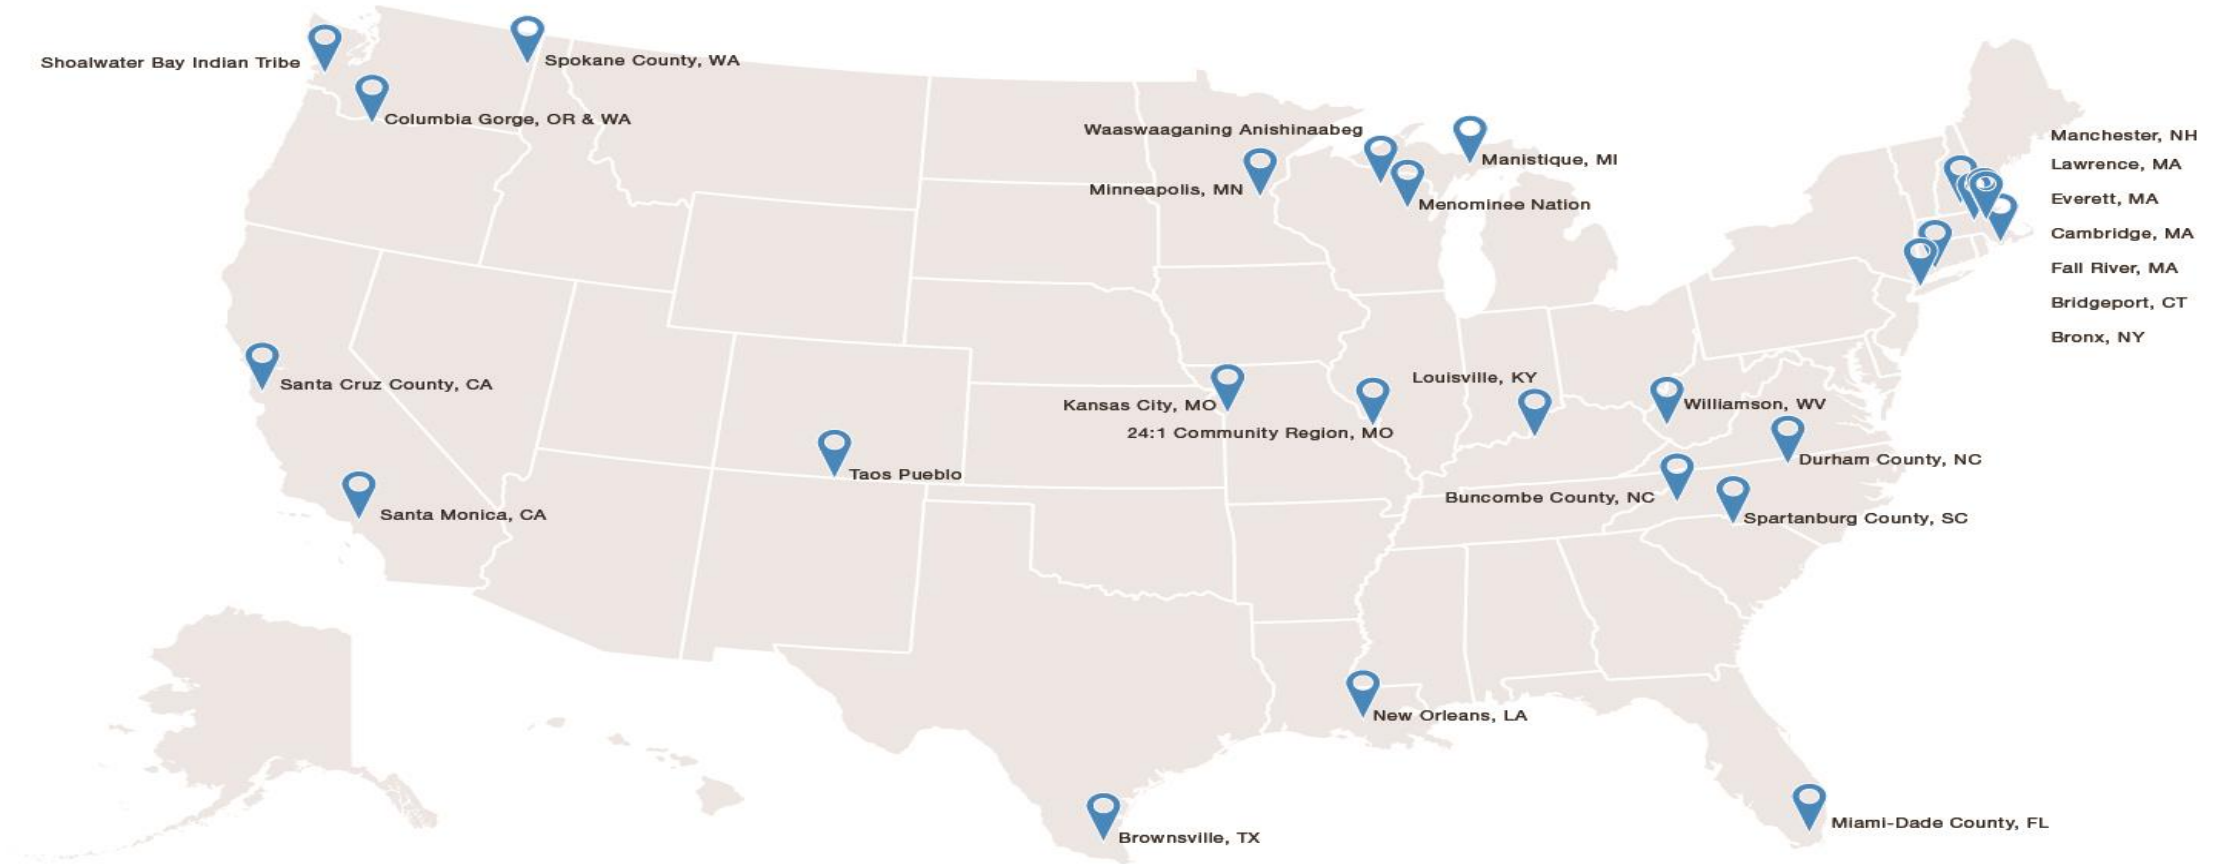 Shoalwater Bay Indian Tribe
Spokane County, WA
Columbia Gorge, OR & WA
Waaswaaganing Anishinaabeg
Manistique, MI
Minneapolis, MN
Menominee Nation
Manchester, NH
Lawrence, MA
Everett, MA
Cambridge, MA
Fall River, MA
Bridgeport, CT
Bronx, NY
Santa Cruz County, CA
Louisville, KY
Kansas City, MO
Williamson, WV
24:1 Community Region, MO
Durham County, NC
Taos Pueblo
Buncombe County, NC
Santa Monica, CA
Spartanburg County, SC
New Orleans, LA
Miami-Dade County, FL
Brownsville, TX